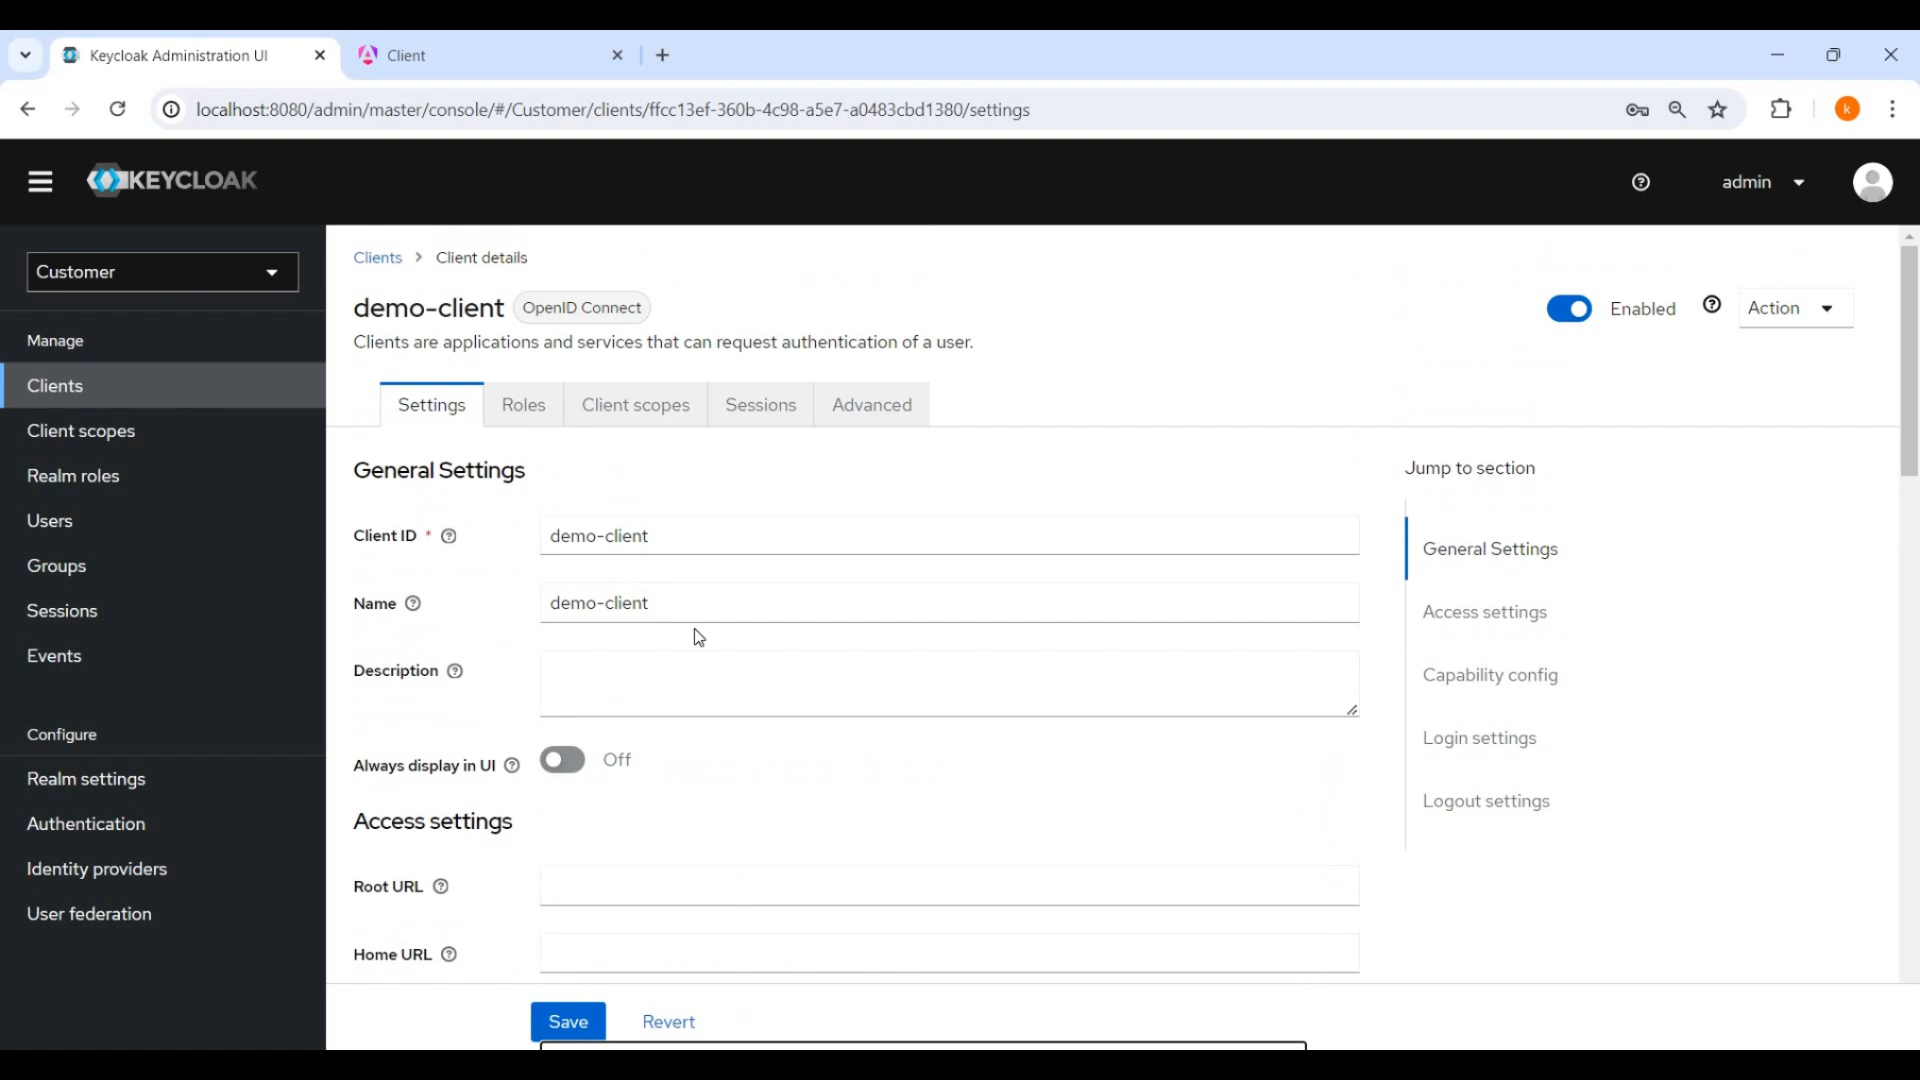 Keycloak Administration UI
Client
localhost:8080/admin/master/console/#/Customer/clients/ffcc13ef-360b-4c98-a5e7-a0483cbd1380/settings
k
KEYCLOAK
admin
Customer
Manage
Clients
Client scopes
Realm roles
Users
Groups
Sessions
Events
Configure
Realm settings
Authentication
Identity providers
User federation
Clients > Client details
demo-client OpenID Connect
Enabled
Action
Clients are applications and services that can request authentication of a user.
Settings Roles Client scopes Sessions Advanced
General Settings
Client ID * demo-client
Name demo-client
Description
Always display in UI Off
Access settings
Root URL
Home URL
Save Revert
Jump to section
General Settings
Access settings
Capability config
Login settings
Logout settings